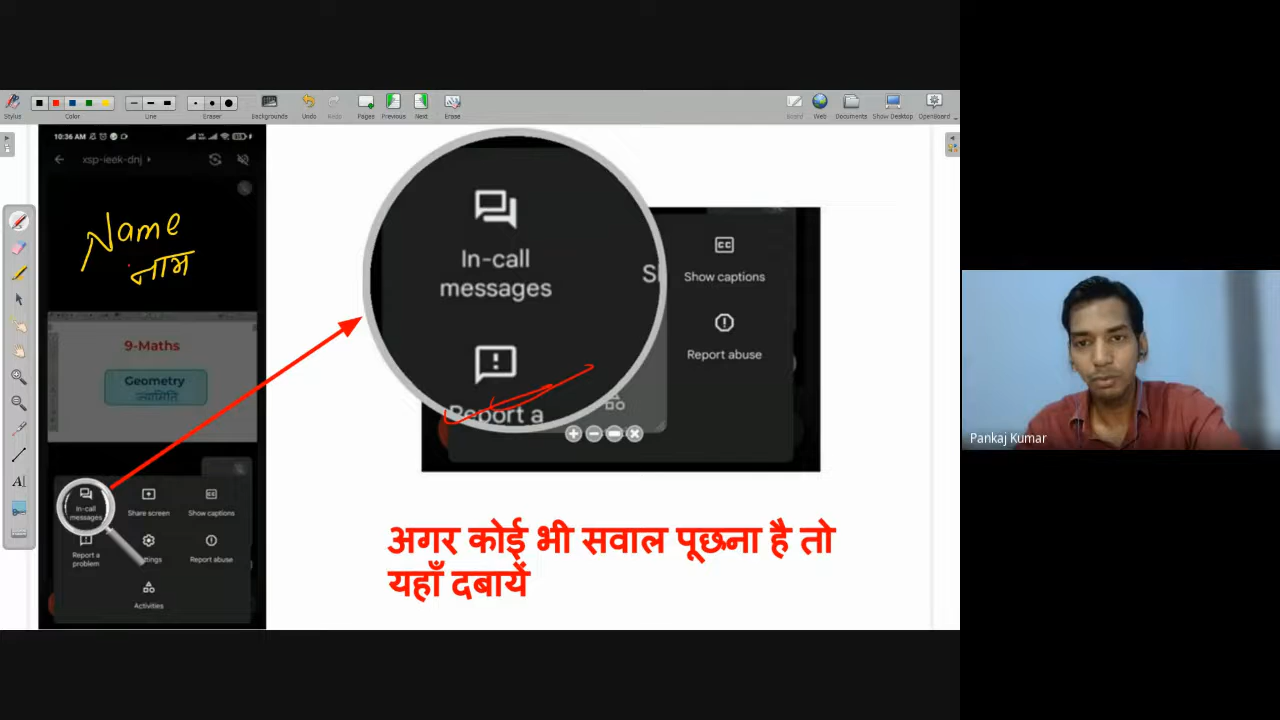 Stylus
Color
Line
Eraser
Backgrounds
Undo
Redo
Pages
Previous
Next
Erase
Board
Web
Documents
Show Desktop
OpenBoard
10:36 AM
xsp-ieek-dnj
Name
नाम
9-Maths
Geometry
ज्यामिति
In-call
messages
Share screen
Show captions
Report a
problem
Report abuse
Activities
In-call
messages
Report a
Show captions
Report abuse
अगर कोई भी सवाल पूछना है तो
यहाँ दबायें
Pankaj Kumar